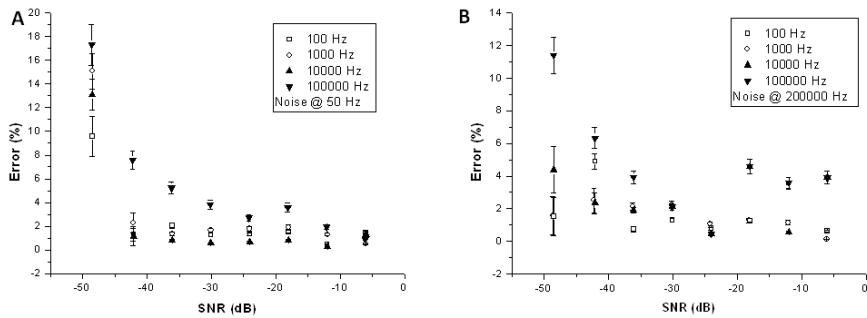 A
20
18
16
14
12
10
8
6
4
2
0
-2
Error (%)
-50
-40
-30
-20
-10
0
SNR (dB)
100 Hz
1000 Hz
10000 Hz
100000 Hz
Noise @ 50 Hz
B
14
12
10
8
6
4
2
0
-2
Error (%)
-50
-40
-30
-20
-10
0
SNR (dB)
100 Hz
1000 Hz
10000 Hz
100000 Hz
Noise @ 200000 Hz